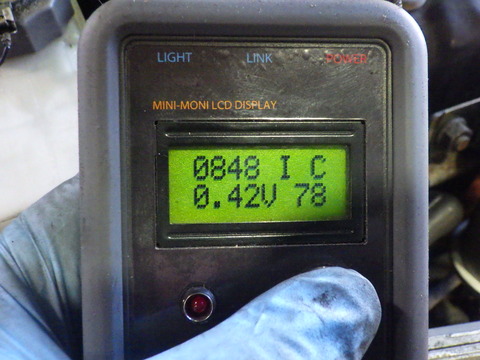 LIGHT LINK POWER
MINI-MONI LCD DISPLAY
0848 I C
0.42V 78